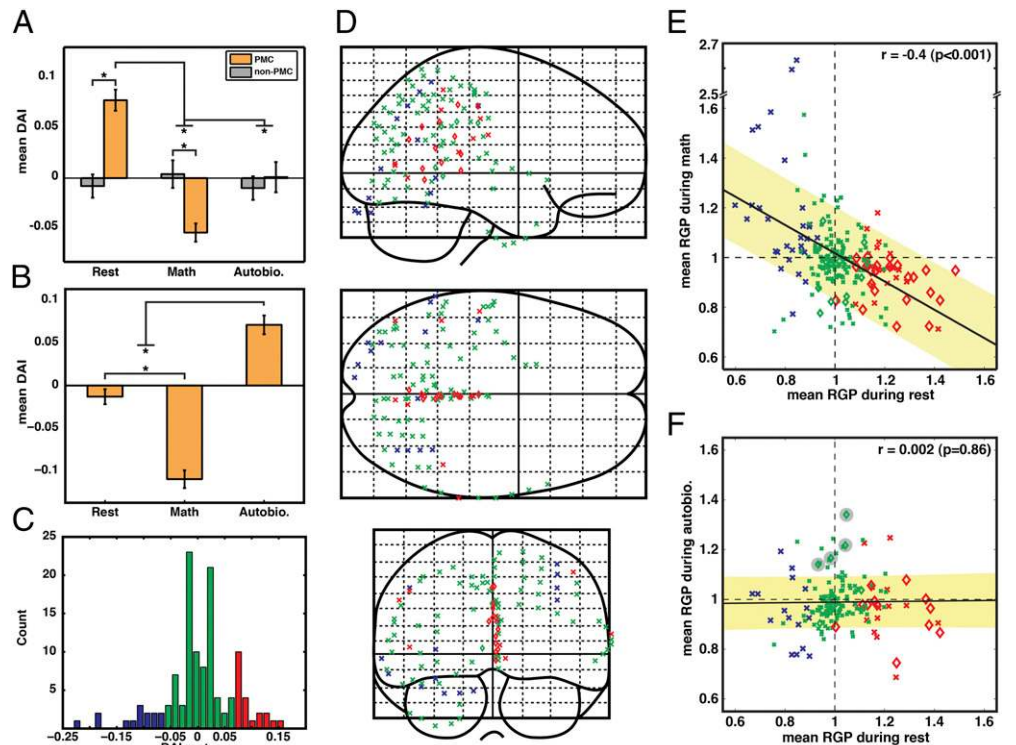 A
mean DAI
0.1
0.05
0
-0.05
PMC
non-PMC
*
*
*
*
Rest Math Autobio.
B
mean DAI
0.1
0.05
0
−0.05
−0.1
*
*
Rest Math Autobio.
C
Count
25
20
15
10
5
-0.25 -0.15 -0.05 0 0.05 0.15
D
E
mean RGP during math
2.7
2.5
1.6
1.4
1.2
1
0.8
0.6
r = -0.4 (p<0.001)
0.6 0.8 1 1.2 1.4 1.6
mean RGP during rest
F
mean RGP during autobio.
1.6
1.4
1.2
1
0.8
0.6
r = 0.002 (p=0.86)
0.6 0.8 1 1.2 1.4 1.6
mean RGP during rest